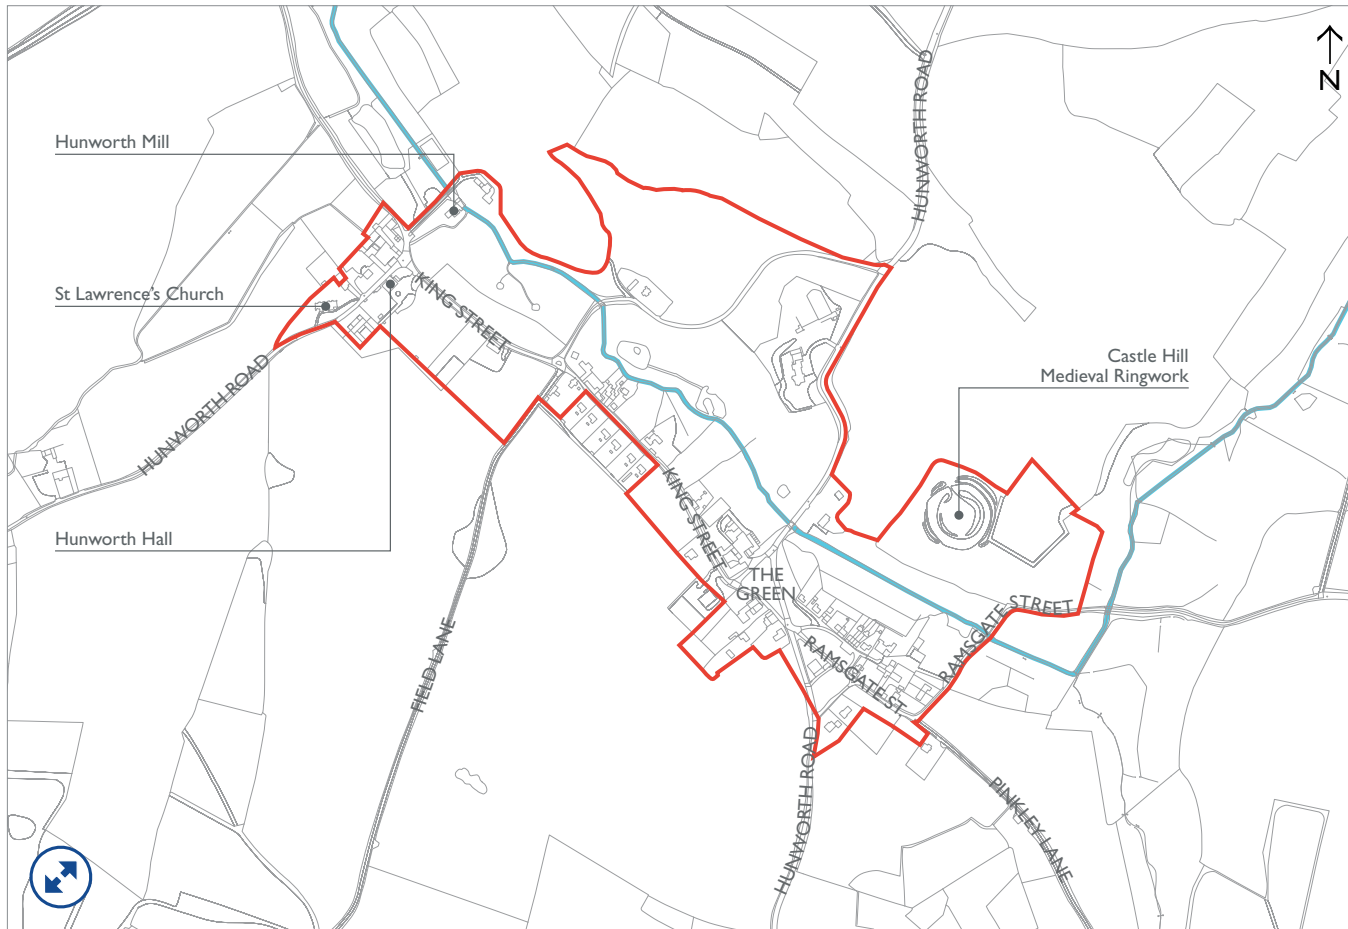 N
HUNWORTH ROAD
Hunworth Mill
St Lawrence's Church
KING STREET
HUNWORTH ROAD
Castle Hill
Medieval Ringwork
Hunworth Hall
KING STREET
THE
GREEN
RAMSGATE STREET
RAMSGATE ST.
FIELD LANE
HUNWORTH ROAD
PINKLEY LANE